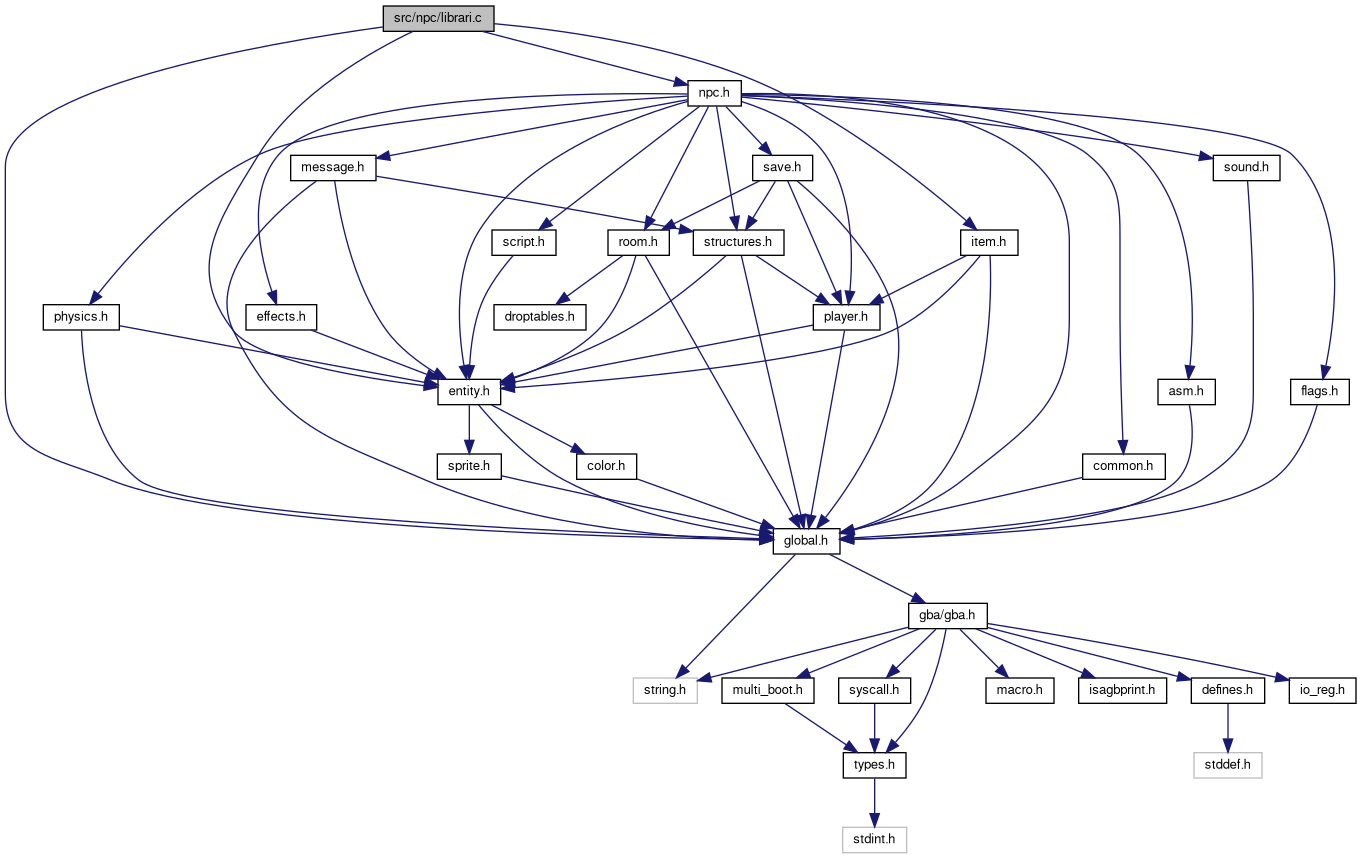 src/npc/librari.c
npc.h
message.h
save.h
sound.h
script.h
room.h
structures.h
item.h
physics.h
effects.h
droptables.h
player.h
entity.h
asm.h
flags.h
sprite.h
color.h
common.h
global.h
gba/gba.h
string.h
multi_boot.h
syscall.h
macro.h
isagbprint.h
defines.h
io_reg.h
types.h
stddef.h
stdint.h